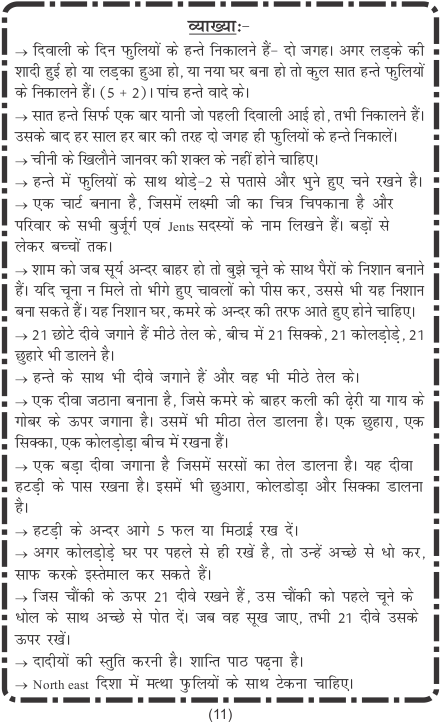 व्याख्या:-
→ दिवाली के दिन फुलियों के हन्ते निकालने हैं- दो जगह। अगर लड़के की
शादी हुई हो या लड़का हुआ हो, या नया घर बना हो तो कुल सात हन्ते फुलियों
के निकालने हैं। (5 + 2)। पांच हन्ते वादे के।
→ सात हन्ते सिर्फ एक बार यानी जो पहली दिवाली आई हो, तभी निकालने हैं।
उसके बाद हर साल हर बार की तरह दो जगह ही फुलियों के हन्ते निकालें।
→ चीनी के खिलौने जानवर की शक्ल के नहीं होने चाहिए।
→ हन्ते में फुलियों के साथ थोड़े-2 से पतासे और भुने हुए चने रखने है।
→ एक चार्ट बनाना है, जिसमें लक्ष्मी जी का चित्र चिपकाना है और
परिवार के सभी बुर्जूर्ग एवं Jents सदस्यों के नाम लिखने हैं। बड़ों से
लेकर बच्चों तक।
→ शाम को जब सूर्य अन्दर बाहर हो तो बुझे चूने के साथ पैरों के निशान बनाने
हैं। यदि चूना न मिले तो भीगे हुए चावलों को पीस कर, उससे भी यह निशान
बना सकते हैं। यह निशान घर, कमरे के अन्दर की तरफ आते हुए होने चाहिए।
→ 21 छोटे दीवे जगाने हैं मीठे तेल के, बीच में 21 सिक्के, 21 कोलडोड़े, 21
छुहारे भी डालने है।
→ हन्ते के साथ भी दीवे जगाने हैं और वह भी मीठे तेल के।
→ एक दीवा जठाना बनाना है, जिसे कमरे के बाहर कली की ढ़ेरी या गाय के
गोबर के ऊपर जगाना है। उसमें भी मीठा तेल डालना है। एक छुहारा, एक
सिक्का, एक कोलडोड़ा बीच में रखना हैं।
→ एक बड़ा दीवा जगाना है जिसमें सरसों का तेल डालना है। यह दीवा
हटड़ी के पास रखना है। इसमें भी छुआरा, कोलडोडा और सिक्का डालना
है।
→ हटड़ी के अन्दर आगे 5 फल या मिठाई रख दें।
→ अगर कोलडोड़े घर पर पहले से ही रखें है, तो उन्हें अच्छे से धो कर,
साफ करके इस्तेमाल कर सकते हैं।
→ जिस चौंकी के ऊपर 21 दीवे रखने हैं, उस चौंकी को पहले चूने के
धोल के साथ अच्छे से पोत दें। जब वह सूख जाए, तभी 21 दीवे उसके
ऊपर रखें।
→ दादीयों की स्तुति करनी है। शान्ति पाठ पढ़ना है।
→ North east दिशा में मत्था फुलियों के साथ टेकना चाहिए।
(11)